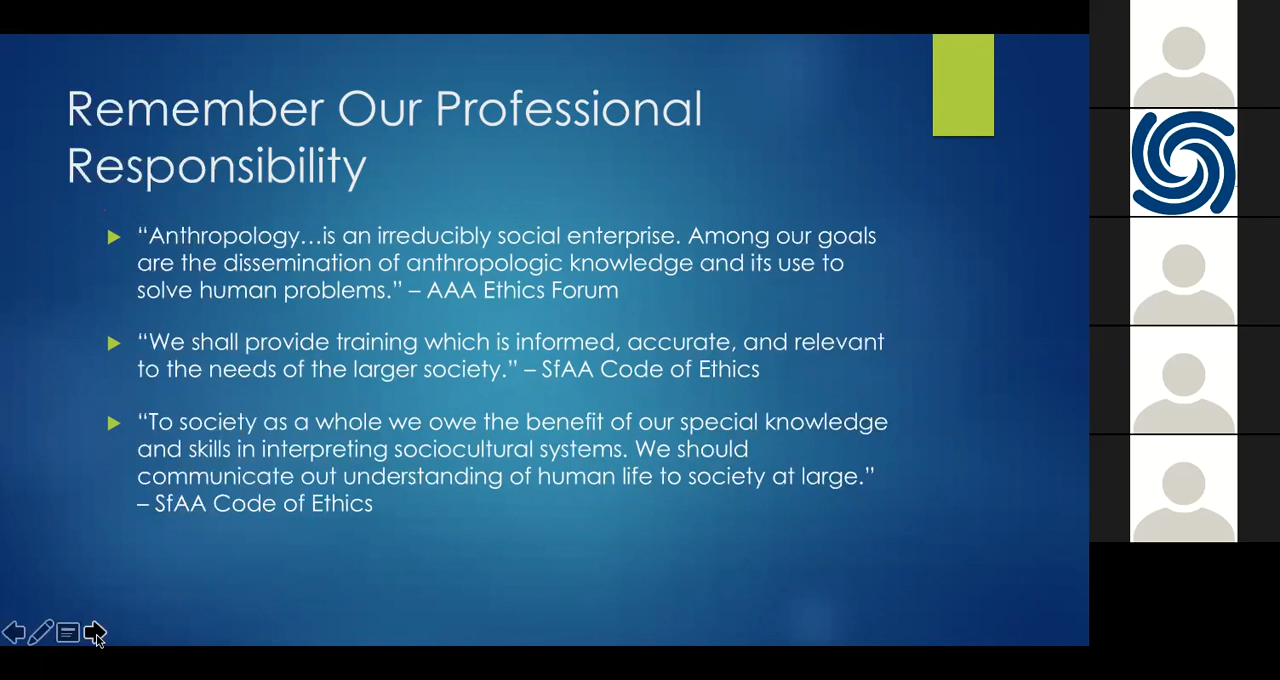 Remember Our Professional
Responsibility
“Anthropology…is an irreducibly social enterprise. Among our goals
are the dissemination of anthropologic knowledge and its use to
solve human problems.” – AAA Ethics Forum
“We shall provide training which is informed, accurate, and relevant
to the needs of the larger society.” – SfAA Code of Ethics
“To society as a whole we owe the benefit of our special knowledge
and skills in interpreting sociocultural systems. We should
communicate out understanding of human life to society at large.”
– SfAA Code of Ethics